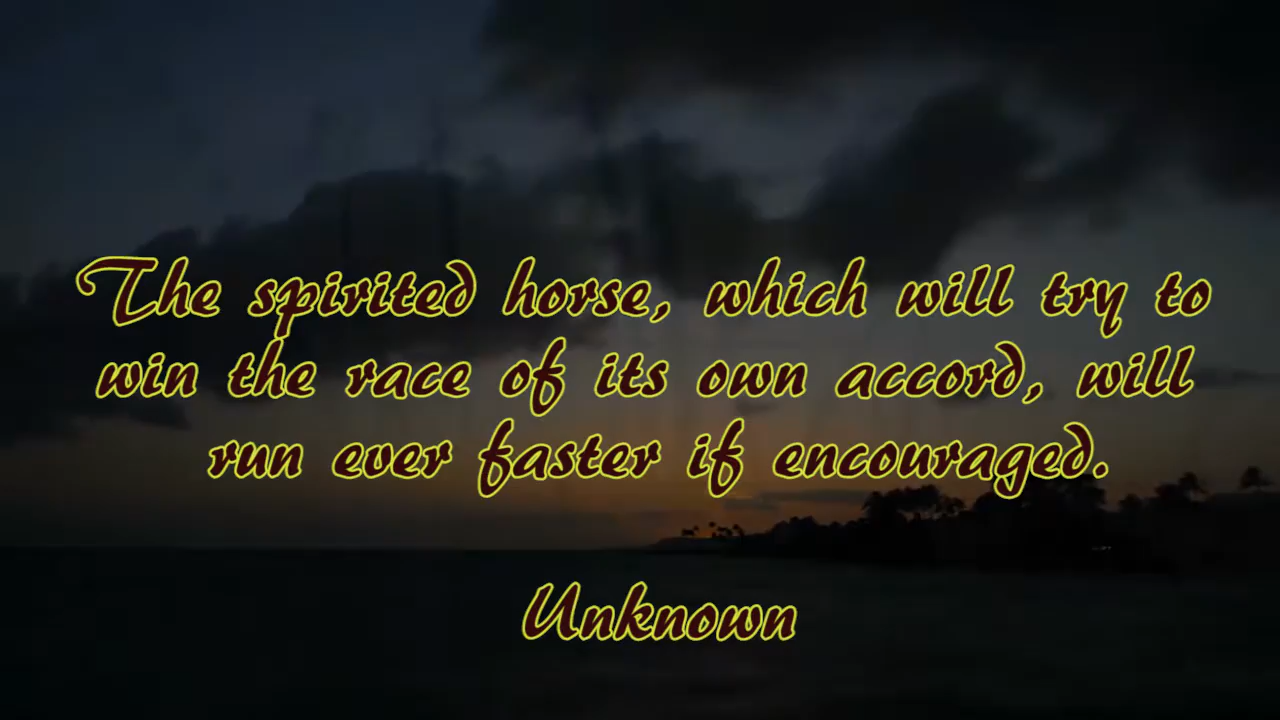 The spirited horse, which will try to
win the race of its own accord, will
run ever faster if encouraged.
Unknown